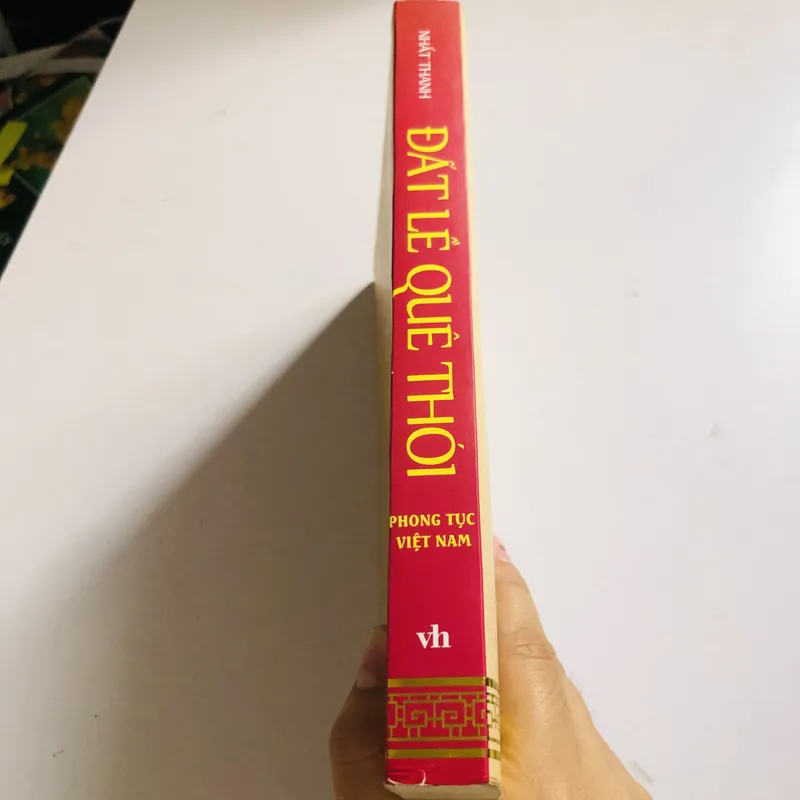 NHẤT THANH
ĐẤT LỀ QUÊ THÓI
PHONG TỤC
VIỆT NAM
vh